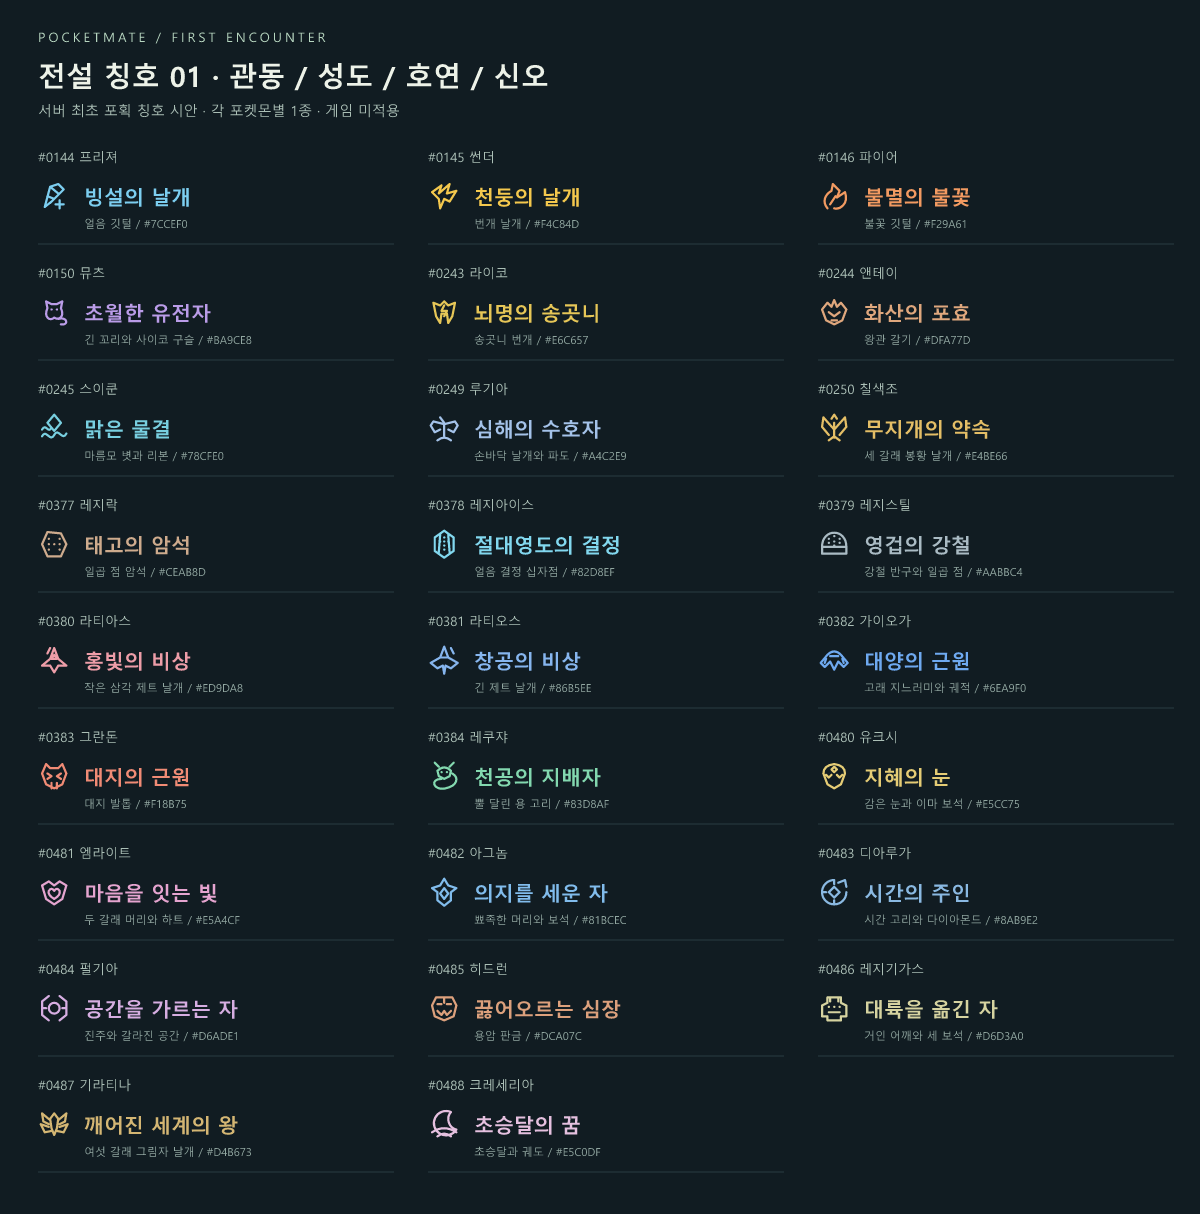 POCKETMATE / FIRST ENCOUNTER
전설 칭호 01 · 관동 / 성도 / 호연 / 신오
서버 최초 포획 칭호 시안 · 각 포켓몬별 1종 · 게임 미적용
#0144 프리져
빙설의 날개
얼음 깃털 / #7CCEF0
#0145 썬더
천둥의 날개
번개 날개 / #F4C84D
#0146 파이어
불멸의 불꽃
불꽃 깃털 / #F29A61
#0150 뮤츠
초월한 유전자
긴 꼬리와 사이코 구슬 / #BA9CE8
#0243 라이코
뇌명의 송곳니
송곳니 번개 / #E6C657
#0244 앤테이
화산의 포효
왕관 갈기 / #DFA77D
#0245 스이쿤
맑은 물결
마름모 볏과 리본 / #78CFE0
#0249 루기아
심해의 수호자
손바닥 날개와 파도 / #A4C2E9
#0250 칠색조
무지개의 약속
세 갈래 봉황 날개 / #E4BE66
#0377 레지락
태고의 암석
일곱 점 암석 / #CEAB8D
#0378 레지아이스
절대영도의 결정
얼음 결정 십자점 / #82D8EF
#0379 레지스틸
영겁의 강철
강철 반구와 일곱 점 / #AABBC4
#0380 라티아스
홍빛의 비상
작은 삼각 제트 날개 / #ED9DA8
#0381 라티오스
창공의 비상
긴 제트 날개 / #86B5EE
#0382 가이오가
대양의 근원
고래 지느러미와 궤적 / #6EA9F0
#0383 그란돈
대지의 근원
대지 발톱 / #F18B75
#0384 레쿠쟈
천공의 지배자
뿔 달린 용 고리 / #83D8AF
#0480 유크시
지혜의 눈
감은 눈과 이마 보석 / #E5CC75
#0481 엠라이트
마음을 잇는 빛
두 갈래 머리와 하트 / #E5A4CF
#0482 아그놈
의지를 세운 자
뾰족한 머리와 보석 / #81BCEC
#0483 디아루가
시간의 주인
시간 고리와 다이아몬드 / #8AB9E2
#0484 펄기아
공간을 가르는 자
진주와 갈라진 공간 / #D6ADE1
#0485 히드런
끓어오르는 심장
용암 판금 / #DCA07C
#0486 레지기가스
대륙을 옮긴 자
거인 어깨와 세 보석 / #D6D3A0
#0487 기라티나
깨어진 세계의 왕
여섯 갈래 그림자 날개 / #D4B673
#0488 크레세리아
초승달의 꿈
초승달과 궤도 / #E5C0DF